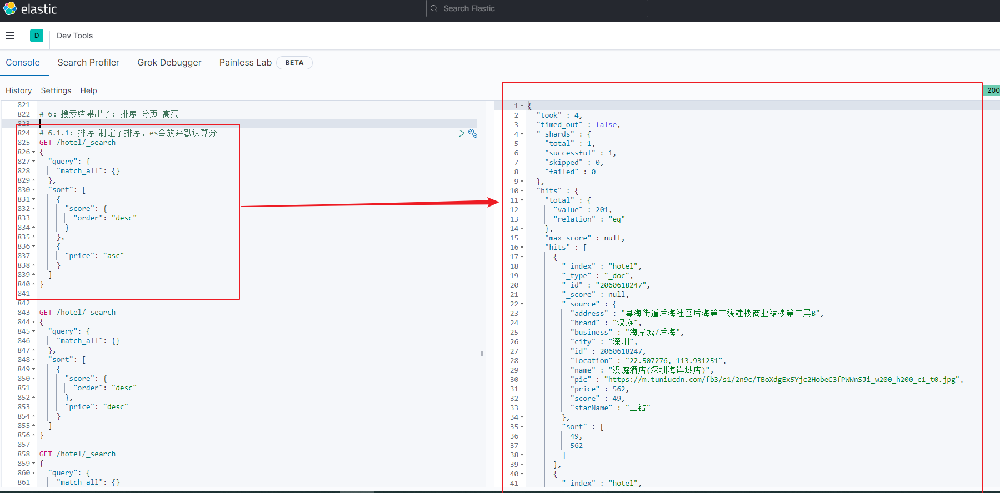 elastic
Search Elastic
D
Dev Tools
Console
Search Profiler
Grok Debugger
Painless Lab
BETA
History
Settings
Help
200
821
822 # 6：搜索结果出了：排序 分页 高亮
823
824 # 6.1.1：排序 制定了排序，es会放弃默认算分
825 GET /hotel/_search
826 {
827 "query": {
828 "match_all": {}
829 },
830 "sort": [
831 {
832 "score": {
833 "order": "desc"
834 }
835 },
836 {
837 "price": "asc"
838 }
839 ]
840 }
841
842
843 GET /hotel/_search
844 {
845 "query": {
846 "match_all": {}
847 },
848 "sort": [
849 {
850 "score": {
851 "order": "desc"
852 },
853 "price": "desc"
854 }
855 ]
856 }
857
858 GET /hotel/_search
859 {
860 "query": {
861 "match_all": {}
1 {
2 "took" : 4,
3 "timed_out" : false,
4 "_shards" : {
5 "total" : 1,
6 "successful" : 1,
7 "skipped" : 0,
8 "failed" : 0
9 },
10 "hits" : {
11 "total" : {
12 "value" : 201,
13 "relation" : "eq"
14 },
15 "max_score" : null,
16 "hits" : [
17 {
18 "_index" : "hotel",
19 "_type" : "_doc",
20 "_id" : "2060618247",
21 "_score" : null,
22 "_source" : {
23 "address" : "粤海街道后海社区后海第二统建楼商业裙楼第二层B",
24 "brand" : "汉庭",
25 "business" : "海岸城/后海",
26 "city" : "深圳",
27 "id" : 2060618247,
28 "location" : "22.507276, 113.931251",
29 "name" : "汉庭酒店(深圳海岸城店)",
30 "pic" : "https://m.tuniucdn.com/fb3/s1/2n9c/TBoXdgEx5Yjc2HobeC3fPWWnSJi_w200_h200_c1_t0.jpg",
31 "price" : 562,
32 "score" : 49,
33 "starName" : "二钻"
34 },
35 "sort" : [
36 49,
37 562
38 ]
39 },
40 {
41 "_index" : "hotel",